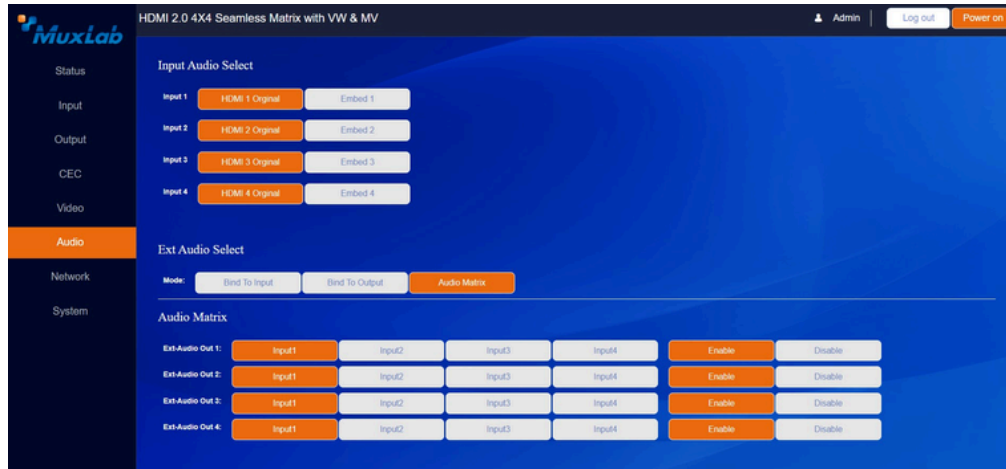 MuxLab
HDMI 2.0 4X4 Seamless Matrix with VW & MV
Admin
Log out
Power on
Status
Input
Output
CEC
Video
Audio
Network
System
Input Audio Select
Input 1 HDMI 1 Orginal Embed 1
Input 2 HDMI 2 Orginal Embed 2
Input 3 HDMI 3 Orginal Embed 3
Input 4 HDMI 4 Orginal Embed 4
Ext Audio Select
Mode: Bind To Input Bind To Output Audio Matrix
Audio Matrix
Ext-Audio Out 1: Input1 Input2 Input3 Input4 Enable Disable
Ext-Audio Out 2: Input1 Input2 Input3 Input4 Enable Disable
Ext-Audio Out 3: Input1 Input2 Input3 Input4 Enable Disable
Ext-Audio Out 4: Input1 Input2 Input3 Input4 Enable Disable